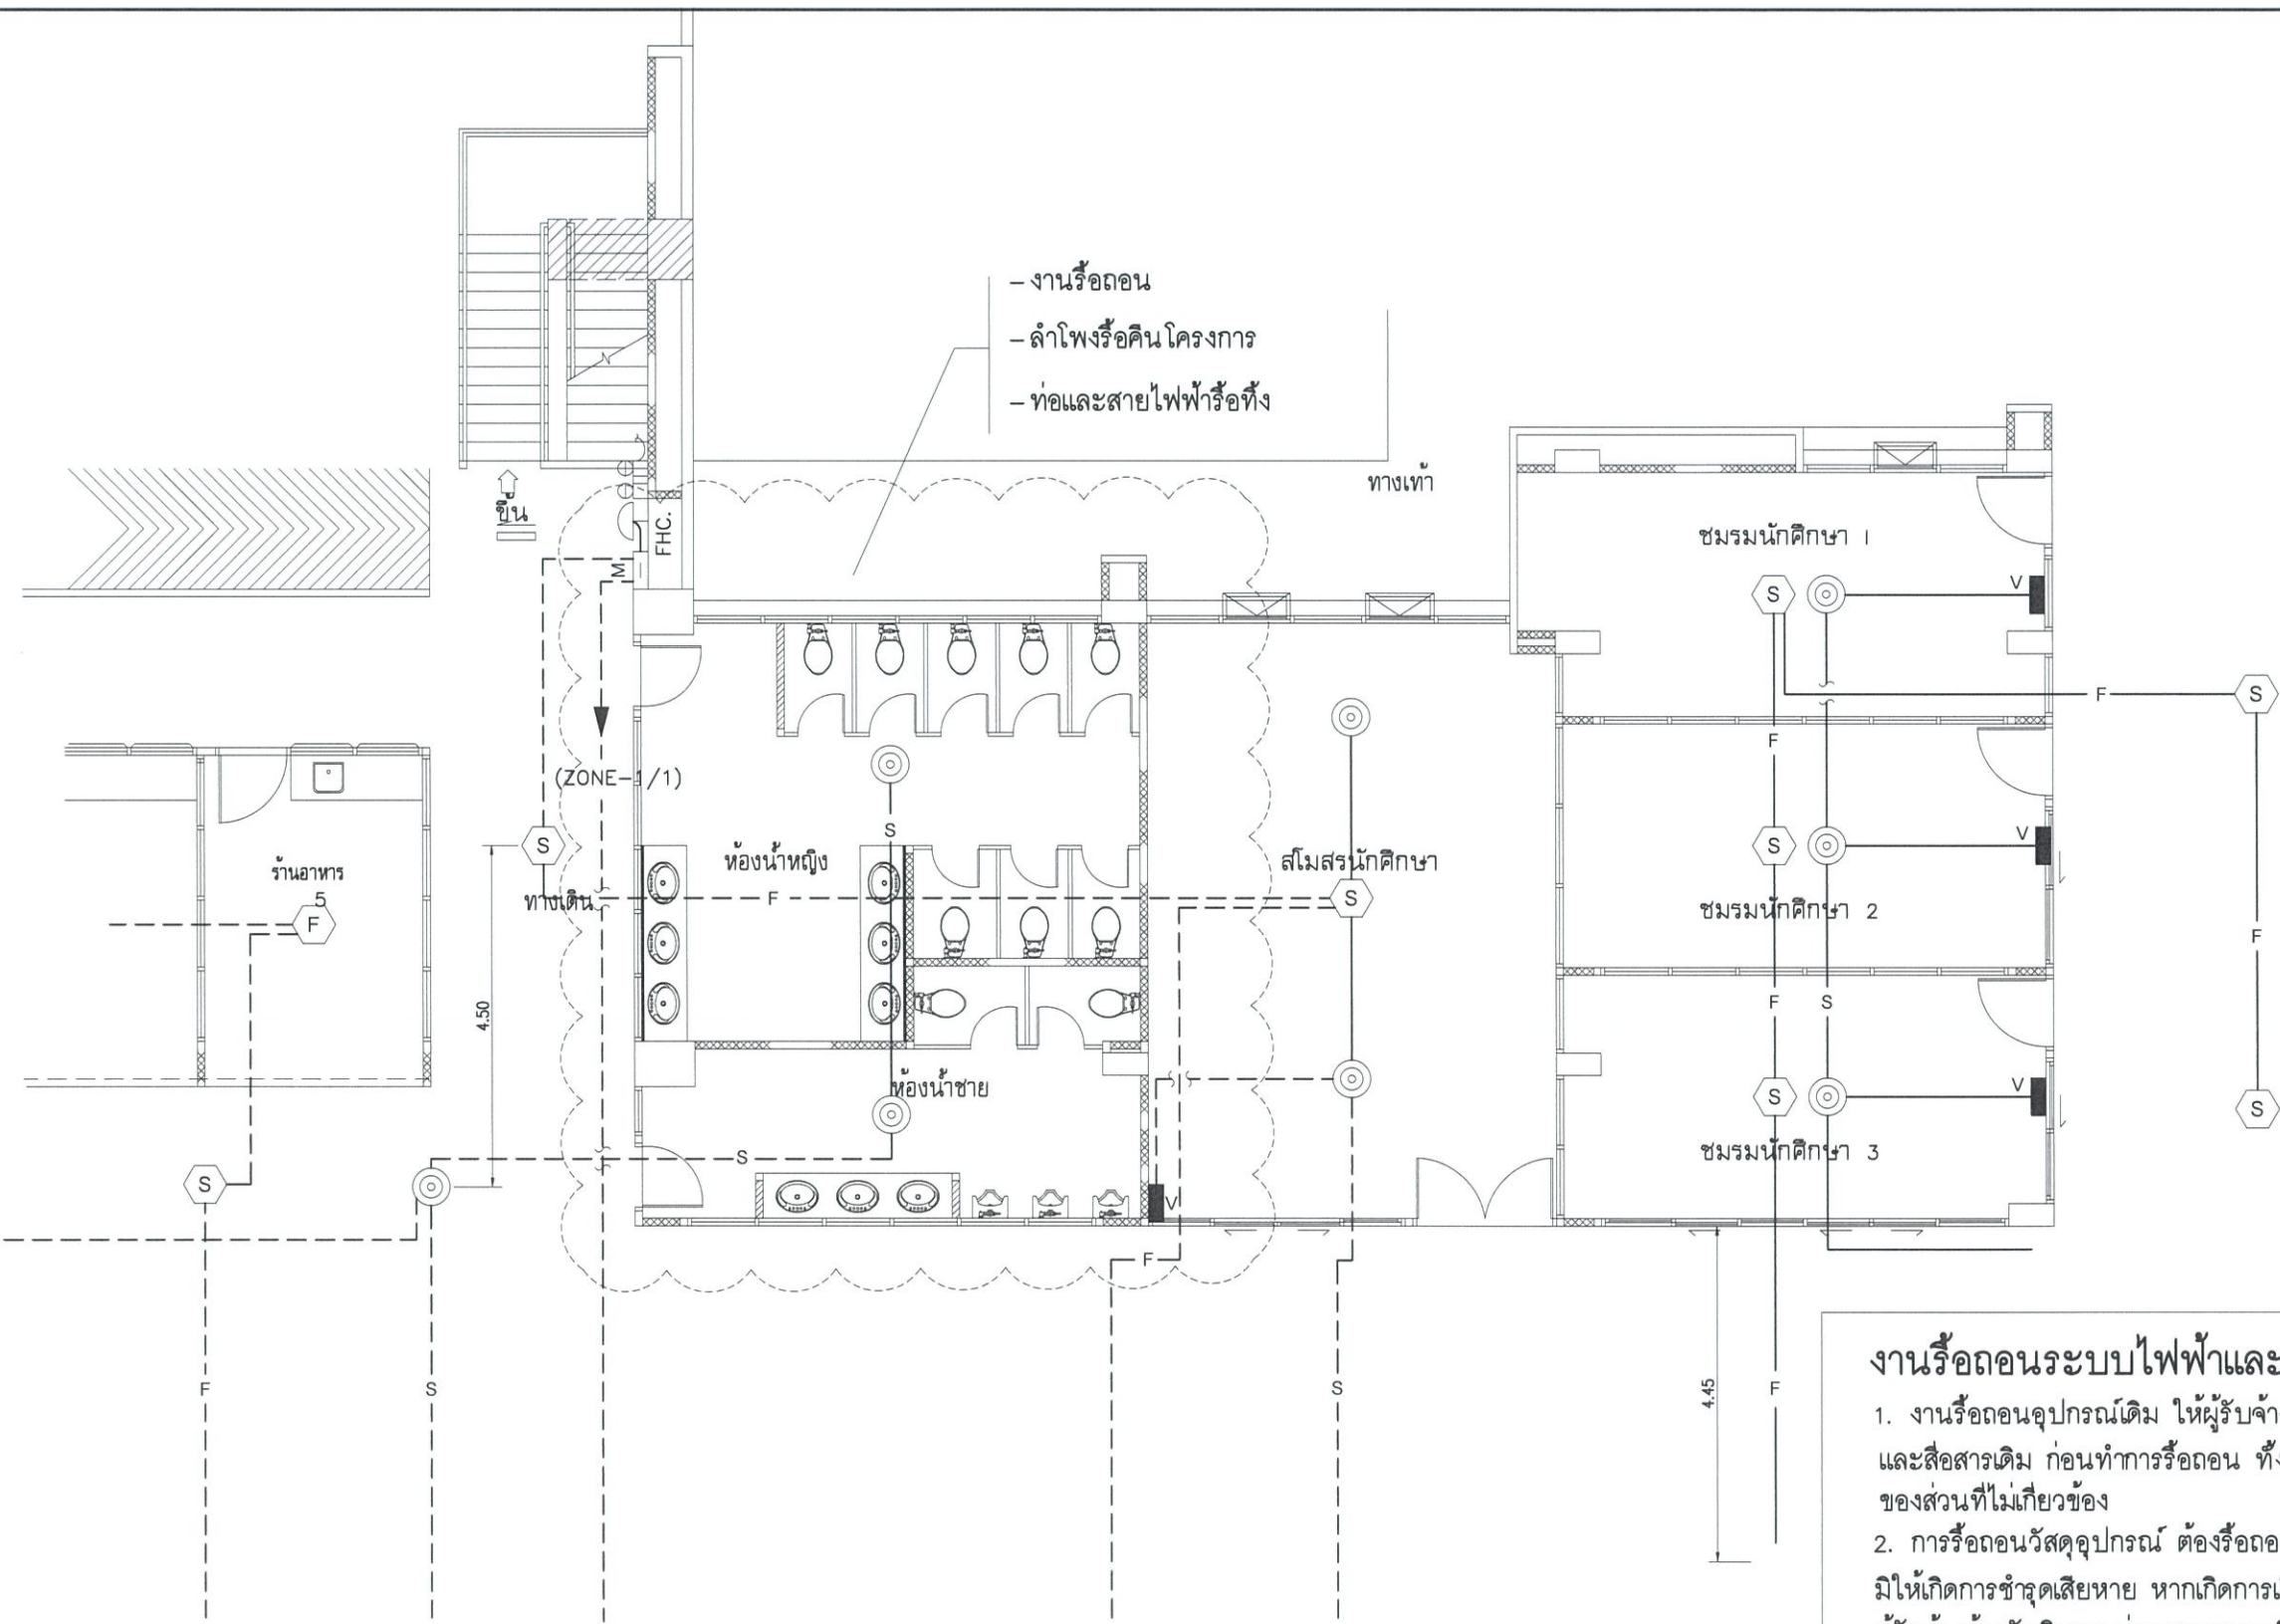 – งานรื้อถอน
– ลำโพงรื้อคืนโครงการ
– ท่อและสายไฟฟ้ารื้อทิ้ง
ทางเท้า
ขึ้น
FHC.
M
ชมรมนักศึกษา 1
S
V
F
S
F
(ZONE-1/1)
S
S
ห้องน้ำหญิง
สโมสรนักศึกษา
S
V
ร้านอาหาร
5
F
ทางเดิน
F
S
ชมรมนักศึกษา 2
F
4.50
F
S
ห้องน้ำชาย
S
V
S
ชมรมนักศึกษา 3
S
S
V
F
F
S
S
4.45
F
งานรื้อถอนระบบไฟฟ้าและ
1. งานรื้อถอนอุปกรณ์เดิม ให้ผู้รับจ้า
และสื่อสารเดิม ก่อนทำการรื้อถอน ทั้ง
ของส่วนที่ไม่เกี่ยวข้อง
2. การรื้อถอนวัสดุอุปกรณ์ ต้องรื้อถอ
มิให้เกิดการชำรุดเสียหาย หากเกิดการเ